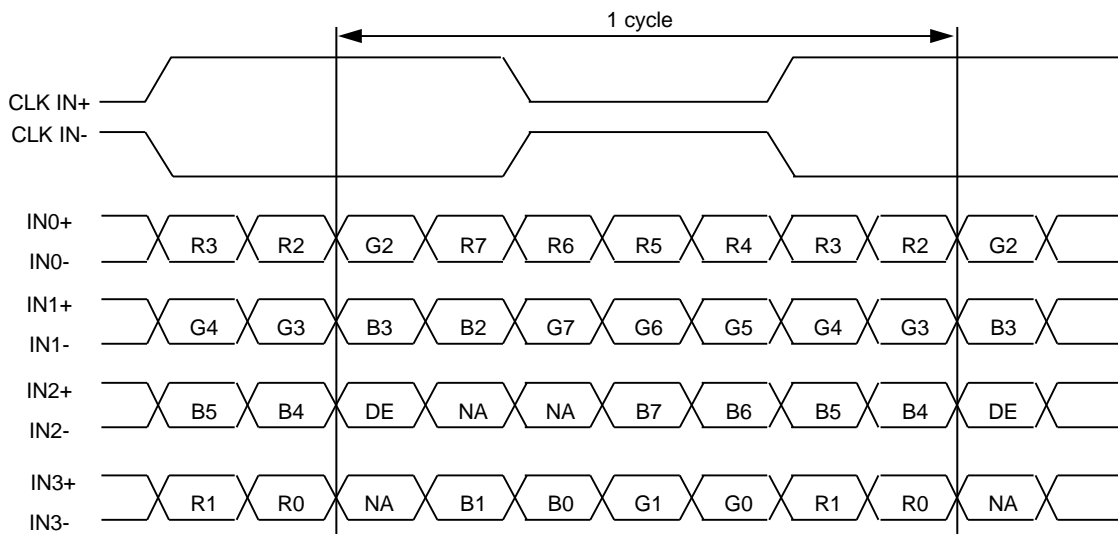 1 cycle
CLK IN+
CLK IN-
IN0+
R3 R2 G2 R7 R6 R5 R4 R3 R2 G2
IN0-
IN1+
G4 G3 B3 B2 G7 G6 G5 G4 G3 B3
IN1-
IN2+
B5 B4 DE NA NA B7 B6 B5 B4 DE
IN2-
IN3+
R1 R0 NA B1 B0 G1 G0 R1 R0 NA
IN3-